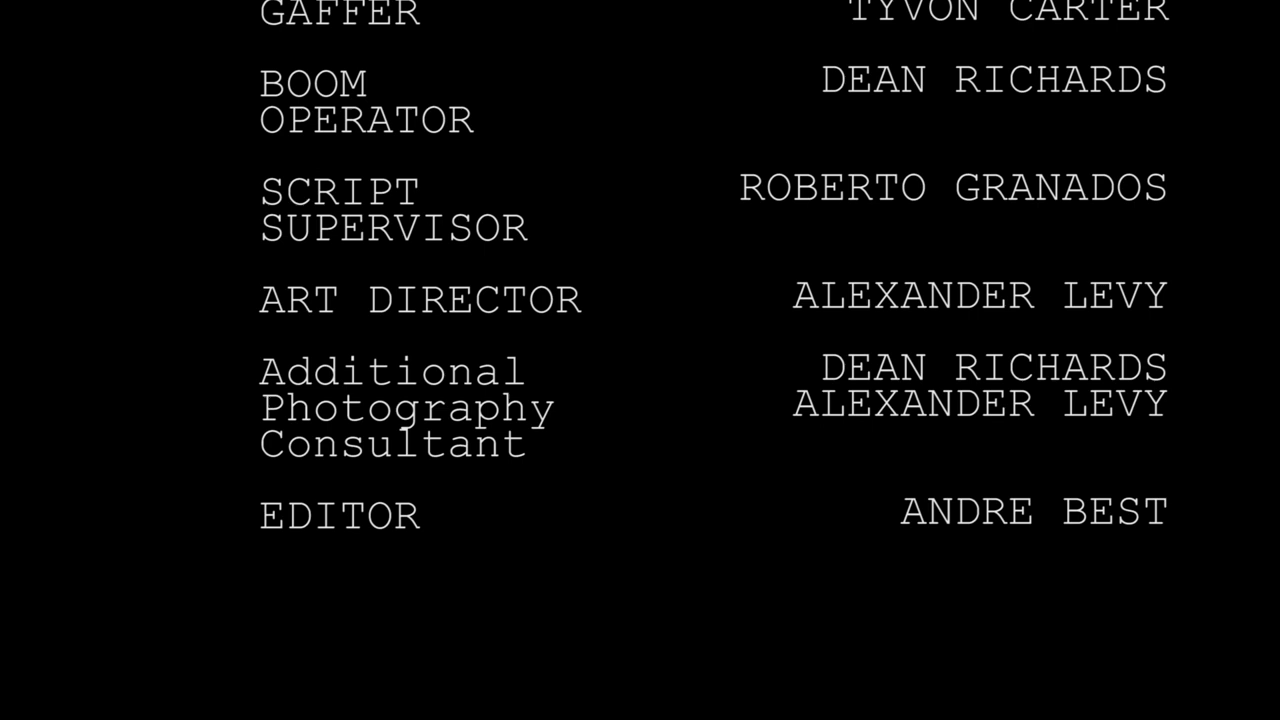 GAFFER TYVON CARTER
BOOM DEAN RICHARDS
OPERATOR
SCRIPT ROBERTO GRANADOS
SUPERVISOR
ART DIRECTOR ALEXANDER LEVY
Additional DEAN RICHARDS
Photography ALEXANDER LEVY
Consultant
EDITOR ANDRE BEST